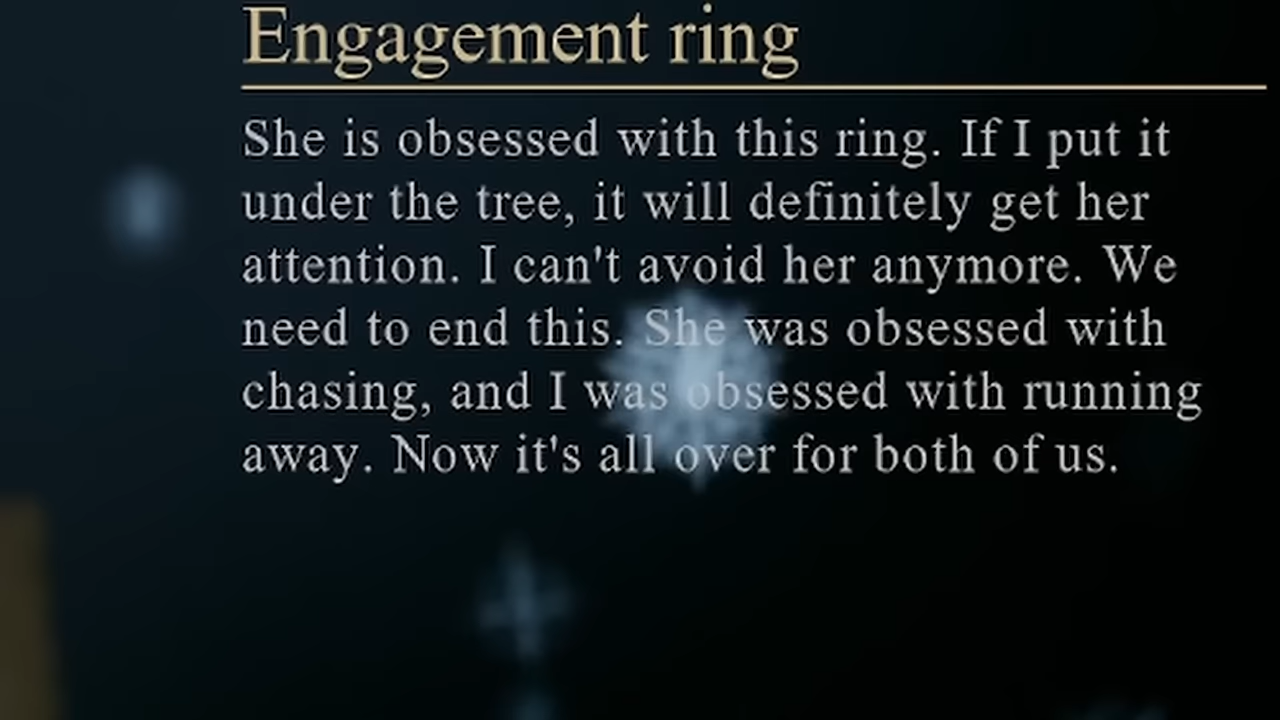 Engagement ring
She is obsessed with this ring. If I put it
under the tree, it will definitely get her
attention. I can't avoid her anymore. We
need to end this. She was obsessed with
chasing, and I was obsessed with running
away. Now it's all over for both of us.